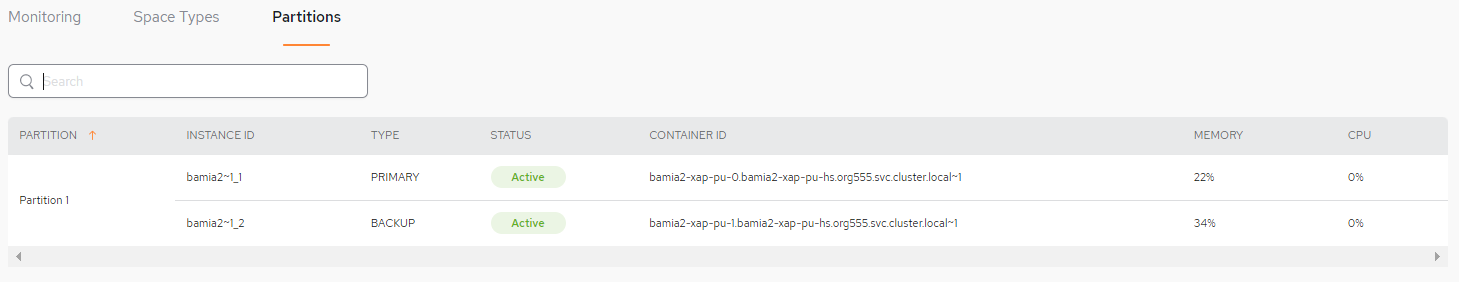 Monitoring Space Types Partitions
Search
PARTITION INSTANCE ID TYPE STATUS CONTAINER ID MEMORY CPU
bamia2~1_1 PRIMARY Active bamia2-xap-pu-0.bamia2-xap-pu-hs.org555.svc.cluster.local~1 22% 0%
Partition 1
bamia2~1_2 BACKUP Active bamia2-xap-pu-1.bamia2-xap-pu-hs.org555.svc.cluster.local~1 34% 0%